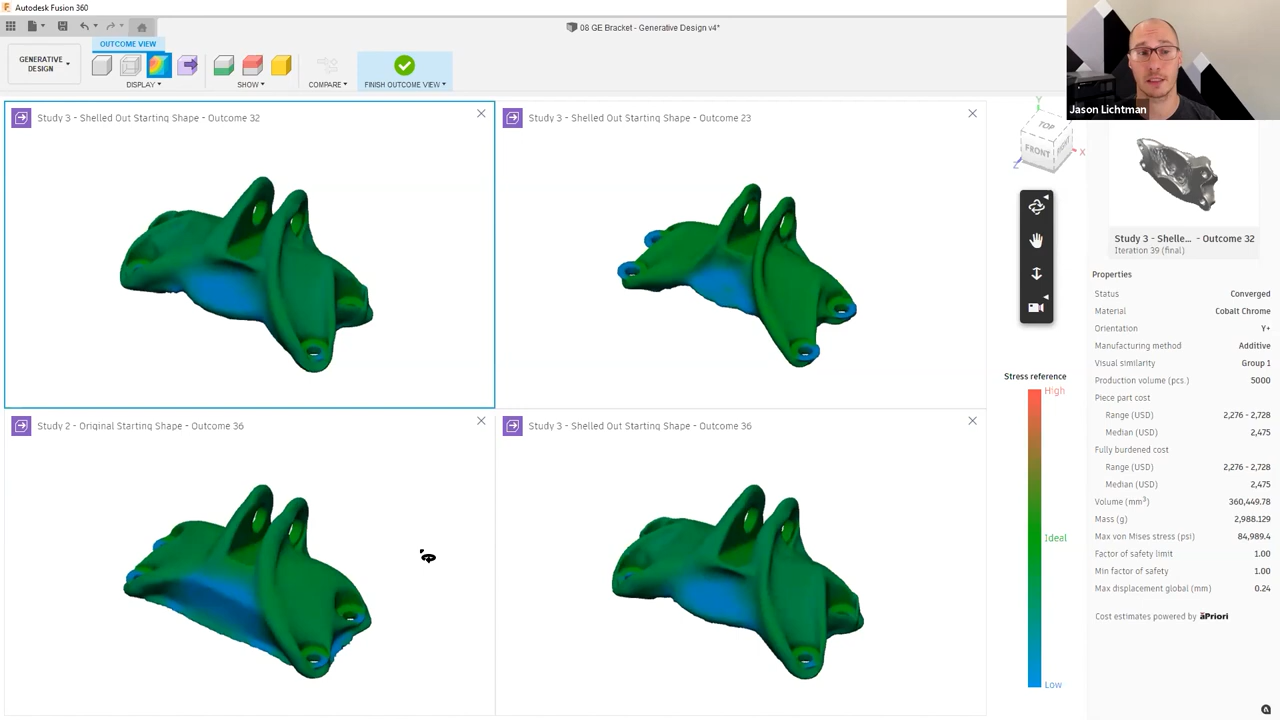 Autodesk Fusion 360
08 GE Bracket - Generative Design v4*
OUTCOME VIEW
GENERATIVE
DESIGN
DISPLAY
SHOW
COMPARE
FINISH OUTCOME VIEW
Jason Lichtman
Study 3 - Shelled Out Starting Shape - Outcome 32
Study 3 - Shelled Out Starting Shape - Outcome 23
Study 2 - Original Starting Shape - Outcome 36
Study 3 - Shelled Out Starting Shape - Outcome 36
Y
TOP
FRONT
RIGHT
X
Z
Stress reference
High
Ideal
Low
Study 3 - Shelle... - Outcome 32
Iteration 39 (final)
Properties
Status Converged
Material Cobalt Chrome
Orientation Y+
Manufacturing method Additive
Visual similarity Group 1
Production volume (pcs.) 5000
Piece part cost
Range (USD) 2,276 - 2,728
Median (USD) 2,475
Fully burdened cost
Range (USD) 2,276 - 2,728
Median (USD) 2,475
Volume (mm³) 360,449.78
Mass (g) 2,988.129
Max von Mises stress (psi) 84,989.4
Factor of safety limit 1.00
Min factor of safety 1.00
Max displacement global (mm) 0.24
Cost estimates powered by aPriori